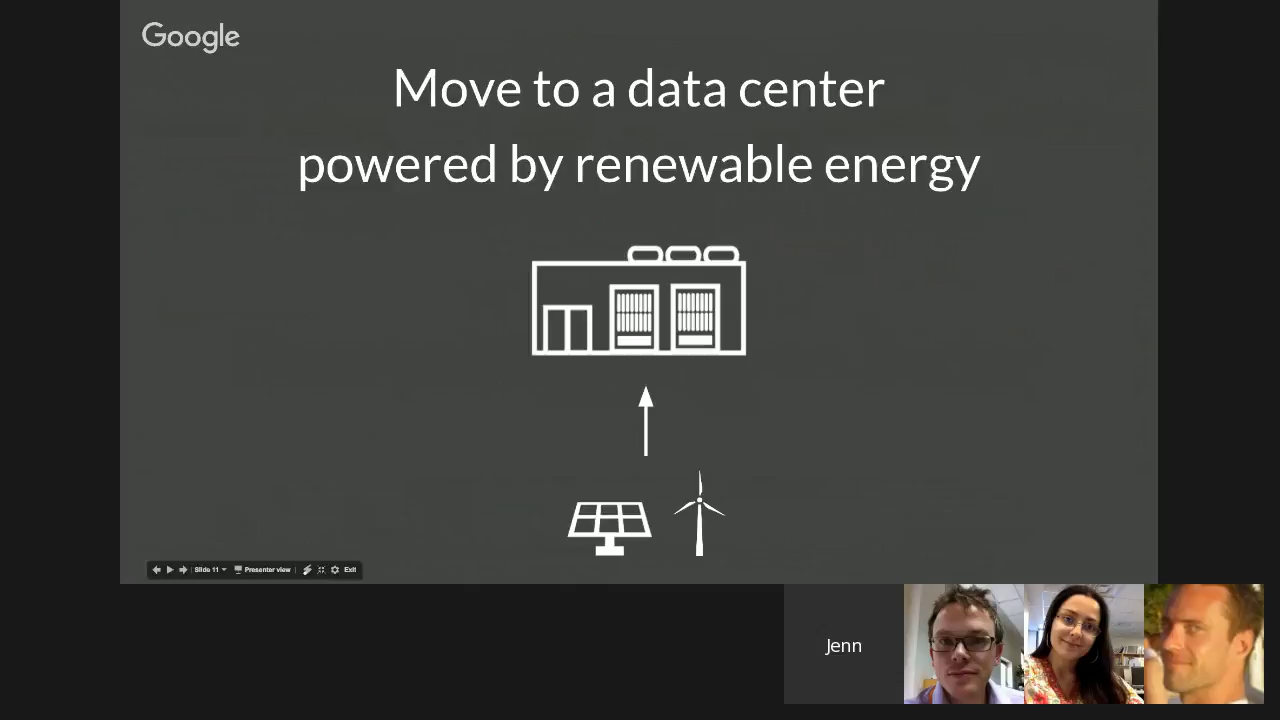 Google
Move to a data center
powered by renewable energy
Slide 11
Presenter view
Exit
Jenn